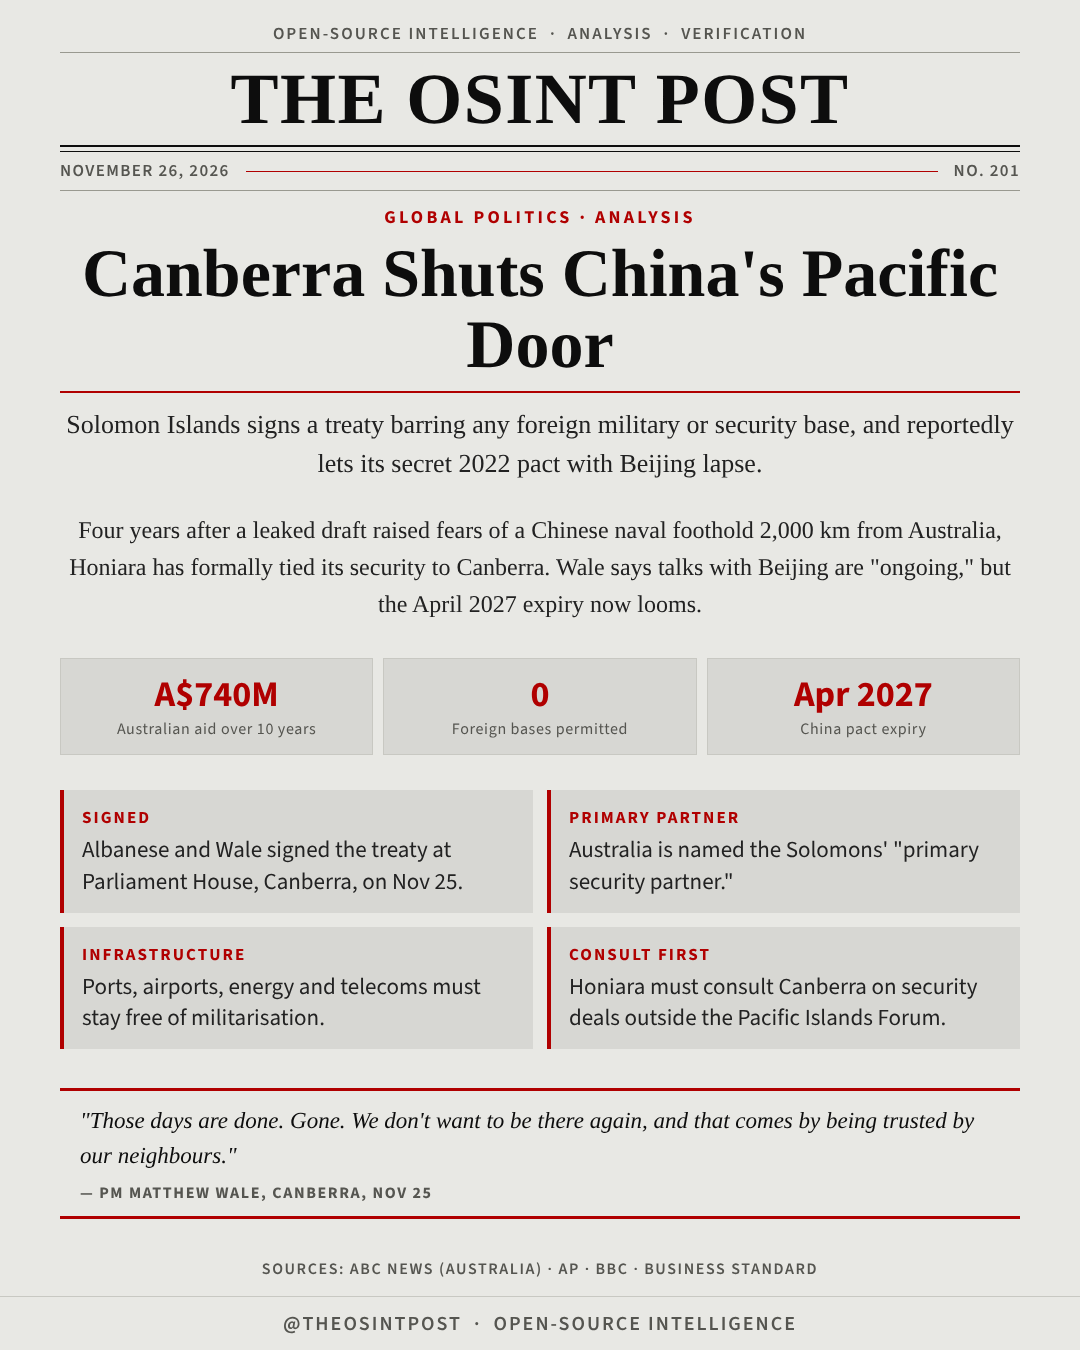 OPEN-SOURCE INTELLIGENCE · ANALYSIS · VERIFICATION
THE OSINT POST
NOVEMBER 26, 2026
NO. 201
GLOBAL POLITICS · ANALYSIS
Canberra Shuts China's Pacific
Door
Solomon Islands signs a treaty barring any foreign military or security base, and reportedly
lets its secret 2022 pact with Beijing lapse.
Four years after a leaked draft raised fears of a Chinese naval foothold 2,000 km from Australia,
Honiara has formally tied its security to Canberra. Wale says talks with Beijing are "ongoing," but
the April 2027 expiry now looms.
A$740M
Australian aid over 10 years
0
Foreign bases permitted
Apr 2027
China pact expiry
SIGNED
Albanese and Wale signed the treaty at
Parliament House, Canberra, on Nov 25.
PRIMARY PARTNER
Australia is named the Solomons' "primary
security partner."
INFRASTRUCTURE
Ports, airports, energy and telecoms must
stay free of militarisation.
CONSULT FIRST
Honiara must consult Canberra on security
deals outside the Pacific Islands Forum.
"Those days are done. Gone. We don't want to be there again, and that comes by being trusted by
our neighbours."
— PM MATTHEW WALE, CANBERRA, NOV 25
SOURCES: ABC NEWS (AUSTRALIA) · AP · BBC · BUSINESS STANDARD
@THEOSINTPOST · OPEN-SOURCE INTELLIGENCE